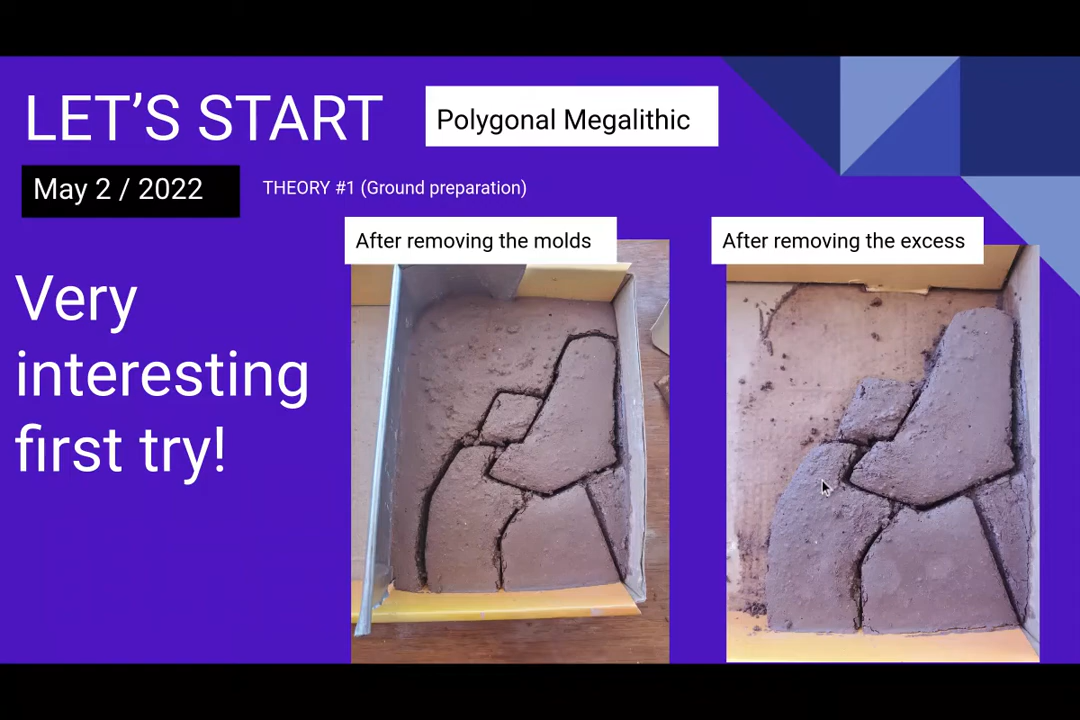 LET'S START
Polygonal Megalithic
May 2 / 2022
THEORY #1 (Ground preparation)
After removing the molds
After removing the excess
Very
interesting
first try!